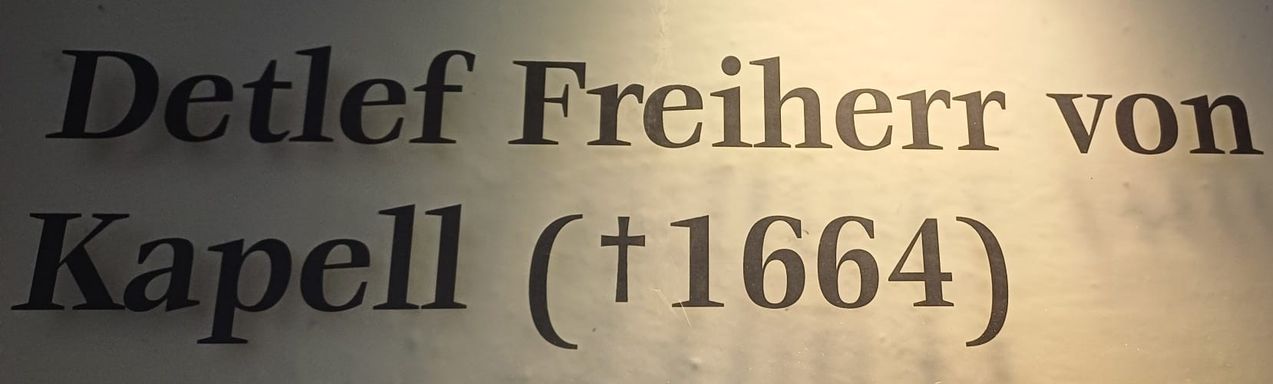 Detlef Freiherr von
Kapell (†1664)